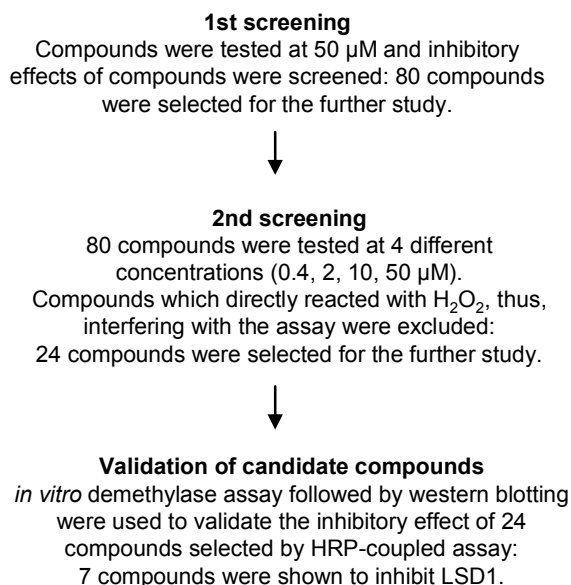 1st screening
Compounds were tested at 50 µM and inhibitory
effects of compounds were screened: 80 compounds
were selected for the further study.
2nd screening
80 compounds were tested at 4 different
concentrations (0.4, 2, 10, 50 µM).
Compounds which directly reacted with H₂O₂, thus,
interfering with the assay were excluded:
24 compounds were selected for the further study.
Validation of candidate compounds
in vitro demethylase assay followed by western blotting
were used to validate the inhibitory effect of 24
compounds selected by HRP-coupled assay:
7 compounds were shown to inhibit LSD1.